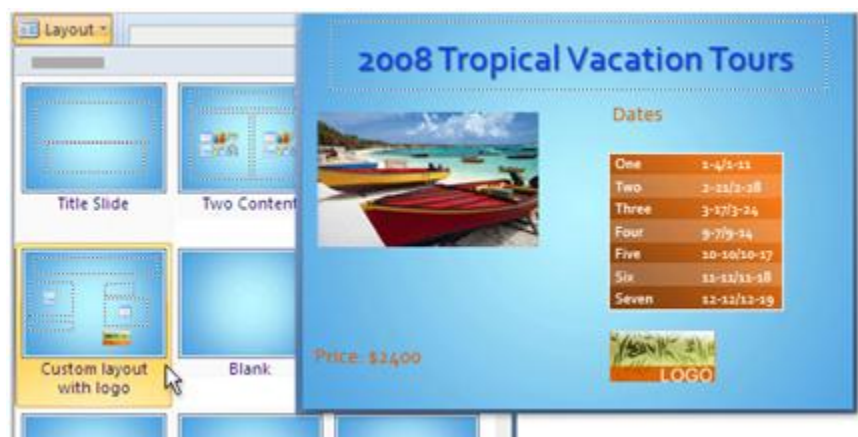 Layout
2008 Tropical Vacation Tours
Dates
One 1-4/1-11
Two 2-21/2-28
Three 3-17/3-24
Four 9-7/9-14
Five 10-10/10-17
Six 11-11/11-18
Seven 12-12/12-19
Price: $2400
LOGO
Title Slide
Two Content
Custom layout
with logo
Blank